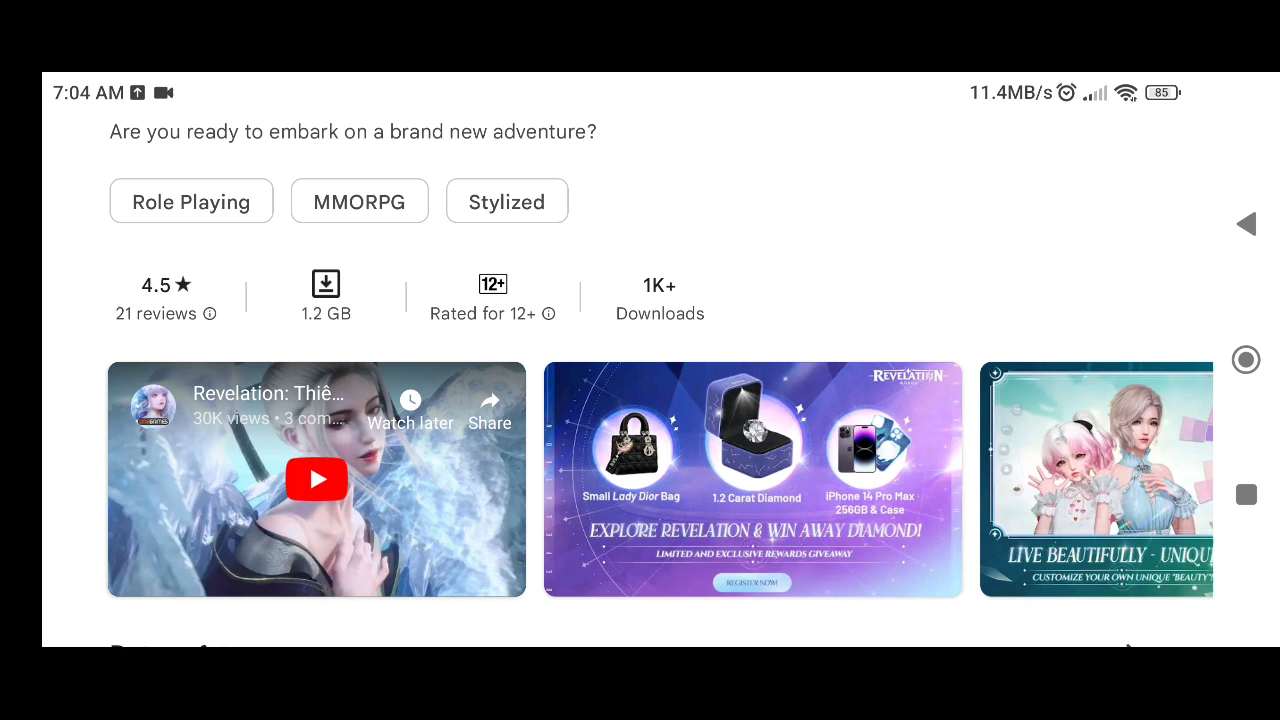 7:04 AM
11.4MB/s
85
Are you ready to embark on a brand new adventure?
Role Playing
MMORPG
Stylized
4.5★
21 reviews
1.2 GB
12+
Rated for 12+
1K+
Downloads
Revelation: Thiê...
30K views • 3 com...
Watch later
Share
REVELATION
Small Lady Dior Bag
1.2 Carat Diamond
iPhone 14 Pro Max
256GB & Case
EXPLORE REVELATION & WIN AWAY DIAMOND!
LIMITED AND EXCLUSIVE REWARDS GIVEAWAY
REGISTER NOW!
LIVE BEAUTIFULLY - UNIQU
CUSTOMIZE YOUR OWN UNIQUE "BEAUTY"